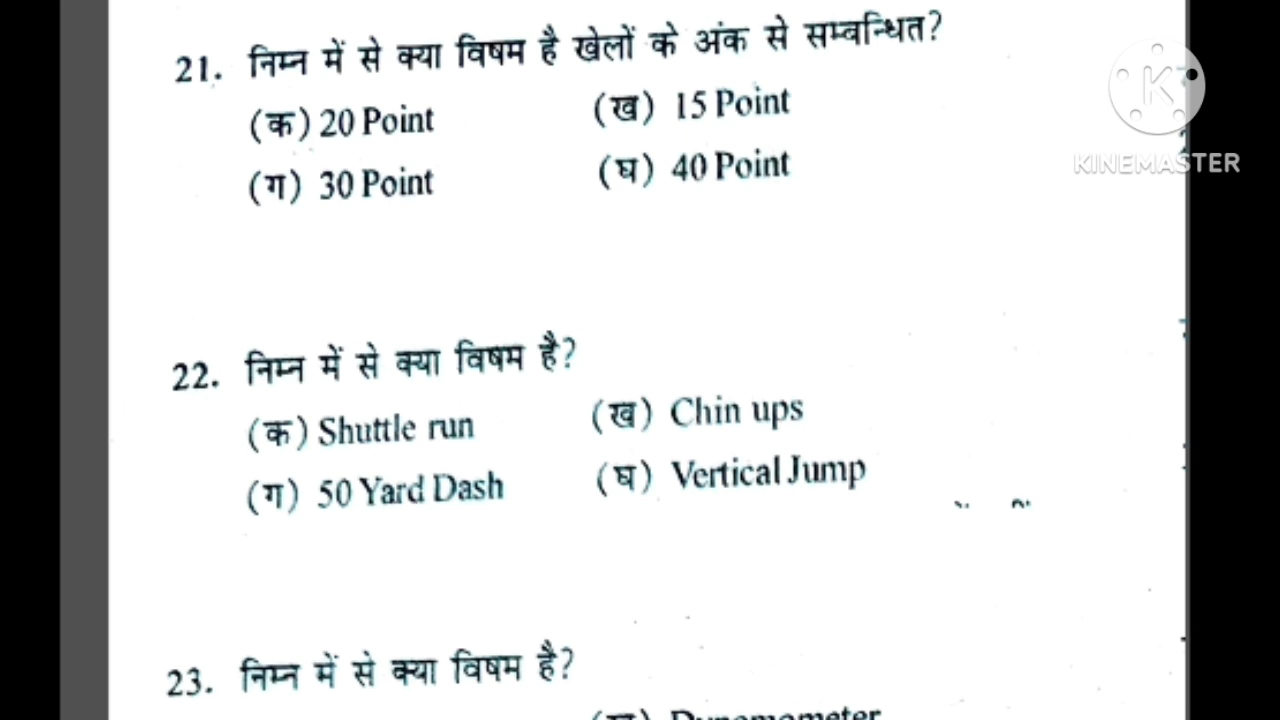 21. निम्न में से क्या विषम है खेलों के अंक से सम्बन्धित?
(क) 20 Point (ख) 15 Point
(ग) 30 Point (घ) 40 Point
KINEMASTER
22. निम्न में से क्या विषम है?
(क) Shuttle run (ख) Chin ups
(ग) 50 Yard Dash (घ) Vertical Jump
23. निम्न में से क्या विषम है?
(ख) Dynamometer